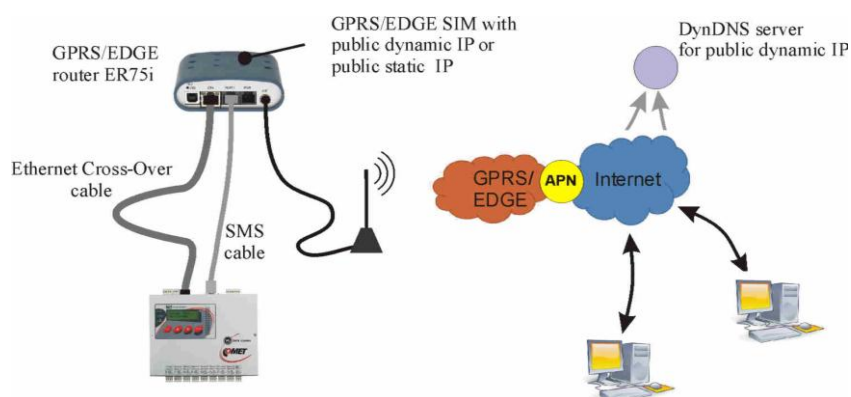 GPRS/EDGE
router ER75i
GPRS/EDGE SIM with
public dynamic IP or
public static IP
DynDNS server
for public dynamic IP
Ethernet Cross-Over
cable
SMS
cable
GPRS/
EDGE
APN
Internet
COMET